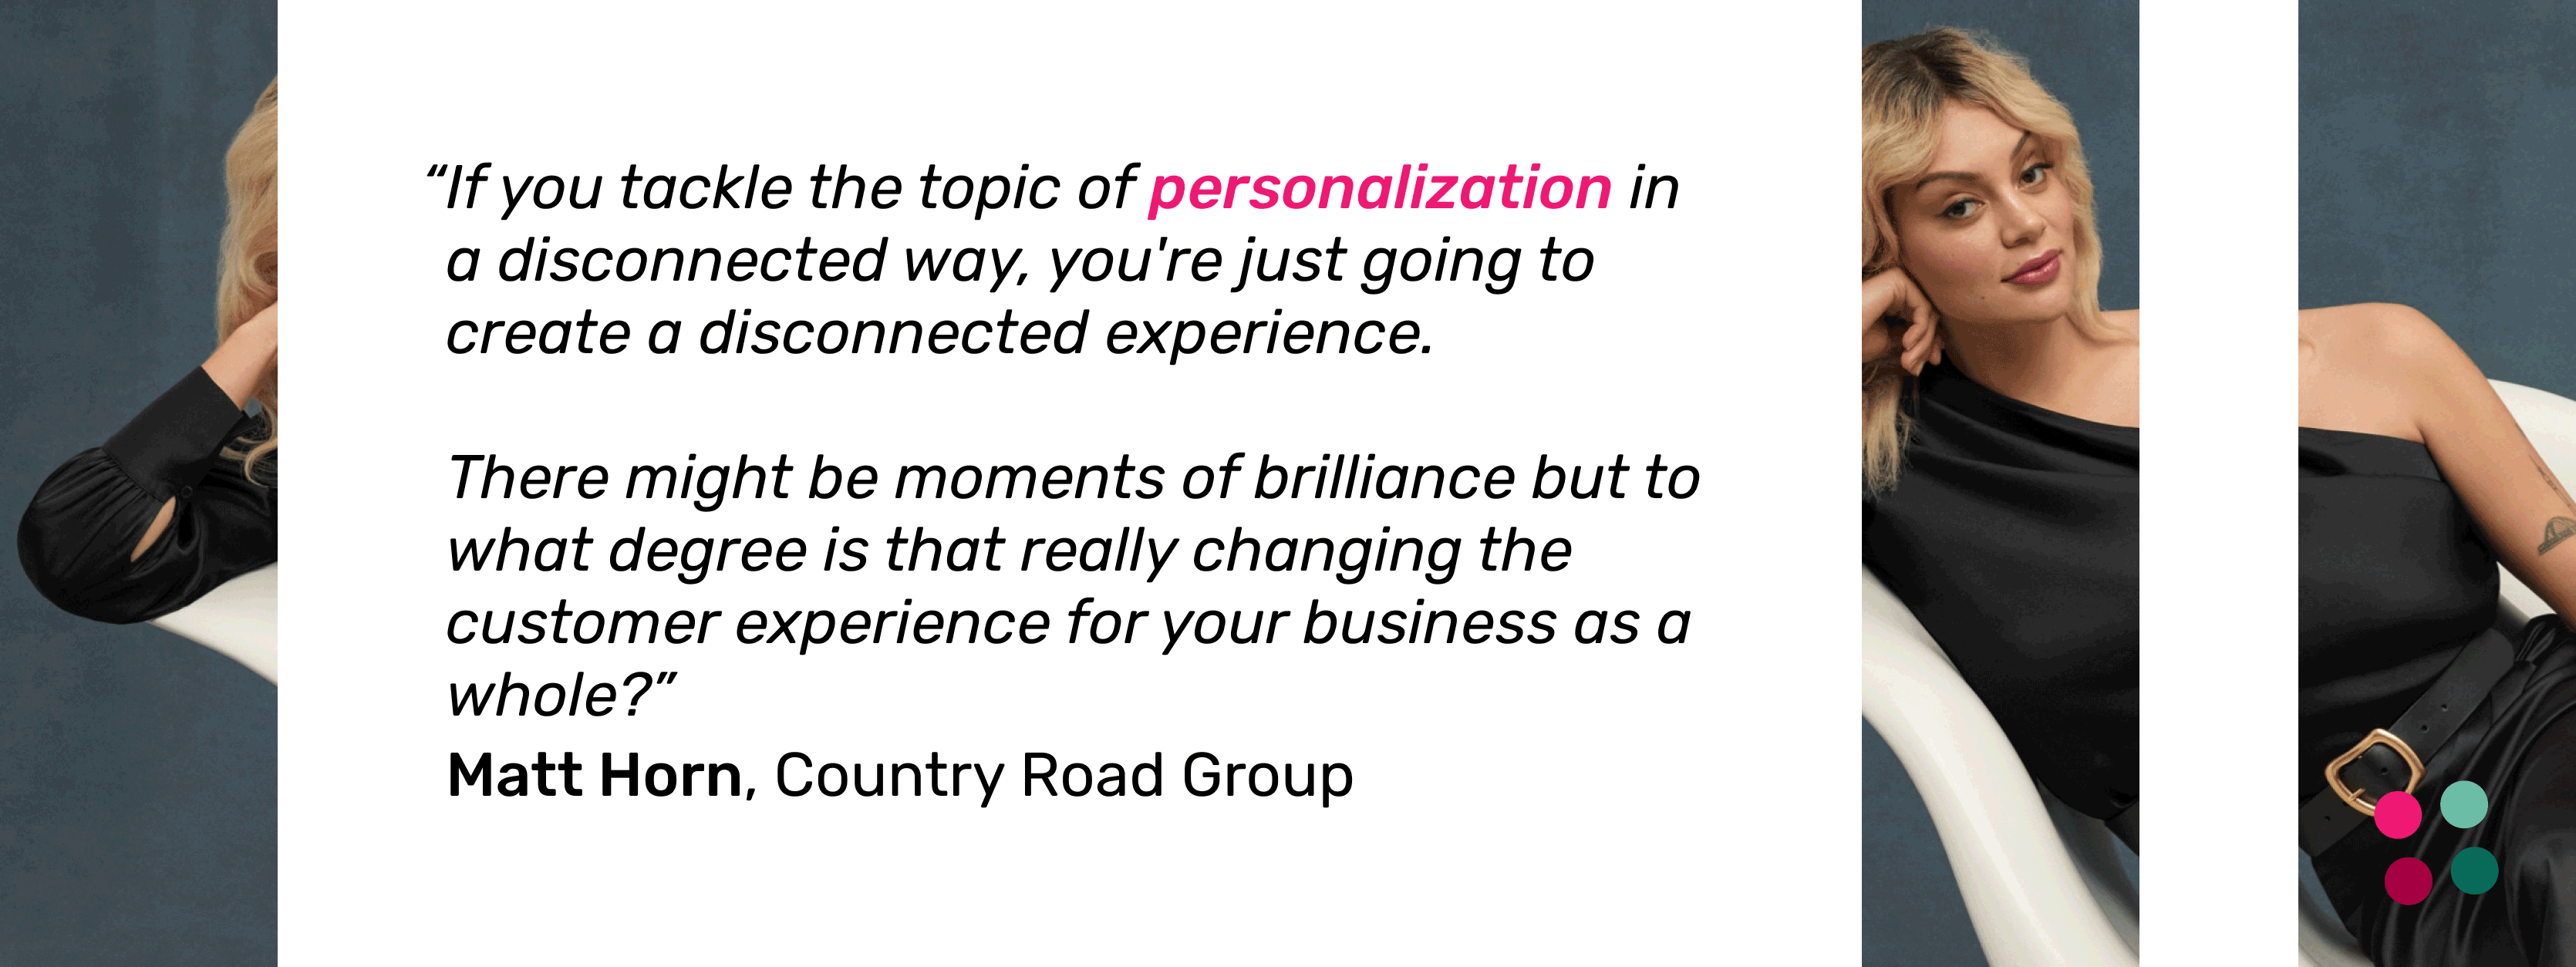 “If you tackle the topic of personalization in
a disconnected way, you're just going to
create a disconnected experience.
There might be moments of brilliance but to
what degree is that really changing the
customer experience for your business as a
whole?”
Matt Horn, Country Road Group